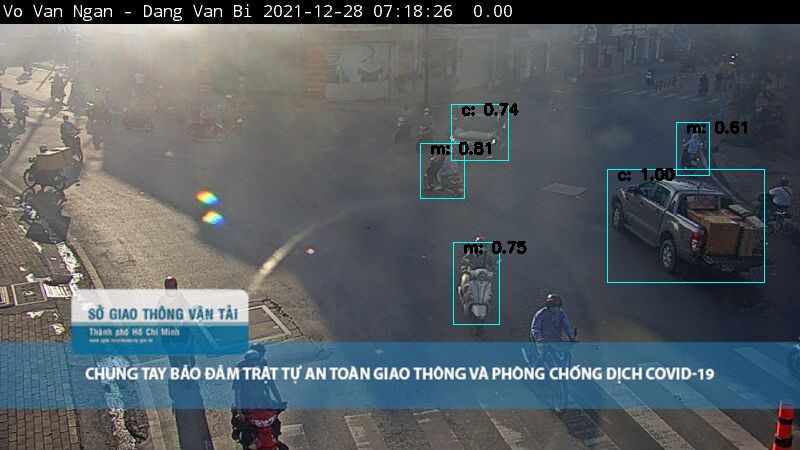 Vo Van Ngan - Dang Van Bi 2021-12-28 07:18:26 0.00
c: 0.74
m: 0.81
m: 0.61
c: 1.00
m: 0.75
SỞ GIAO THÔNG VẬN TẢI
Thành phố Hồ Chí Minh
CHUNG TAY BẢO ĐẢM TRẬT TỰ AN TOÀN GIAO THÔNG VÀ PHÒNG CHỐNG DỊCH COVID-19